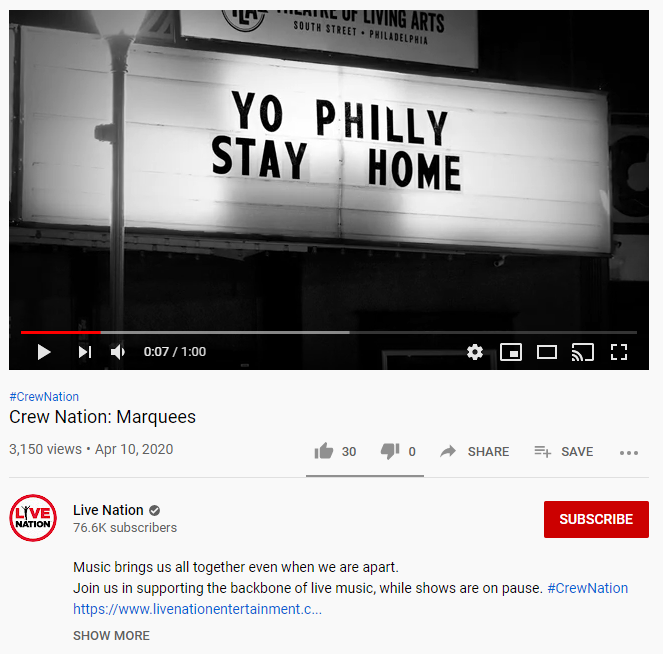 THEATRE OF LIVING ARTS
SOUTH STREET • PHILADELPHIA
YO PHILLY
STAY HOME
0:07 / 1:00
#CrewNation
Crew Nation: Marquees
3,150 views • Apr 10, 2020
30
0
SHARE
SAVE
LIVE NATION
Live Nation
76.6K subscribers
SUBSCRIBE
Music brings us all together even when we are apart.
Join us in supporting the backbone of live music, while shows are on pause. #CrewNation
https://www.livenationentertainment.c...
SHOW MORE